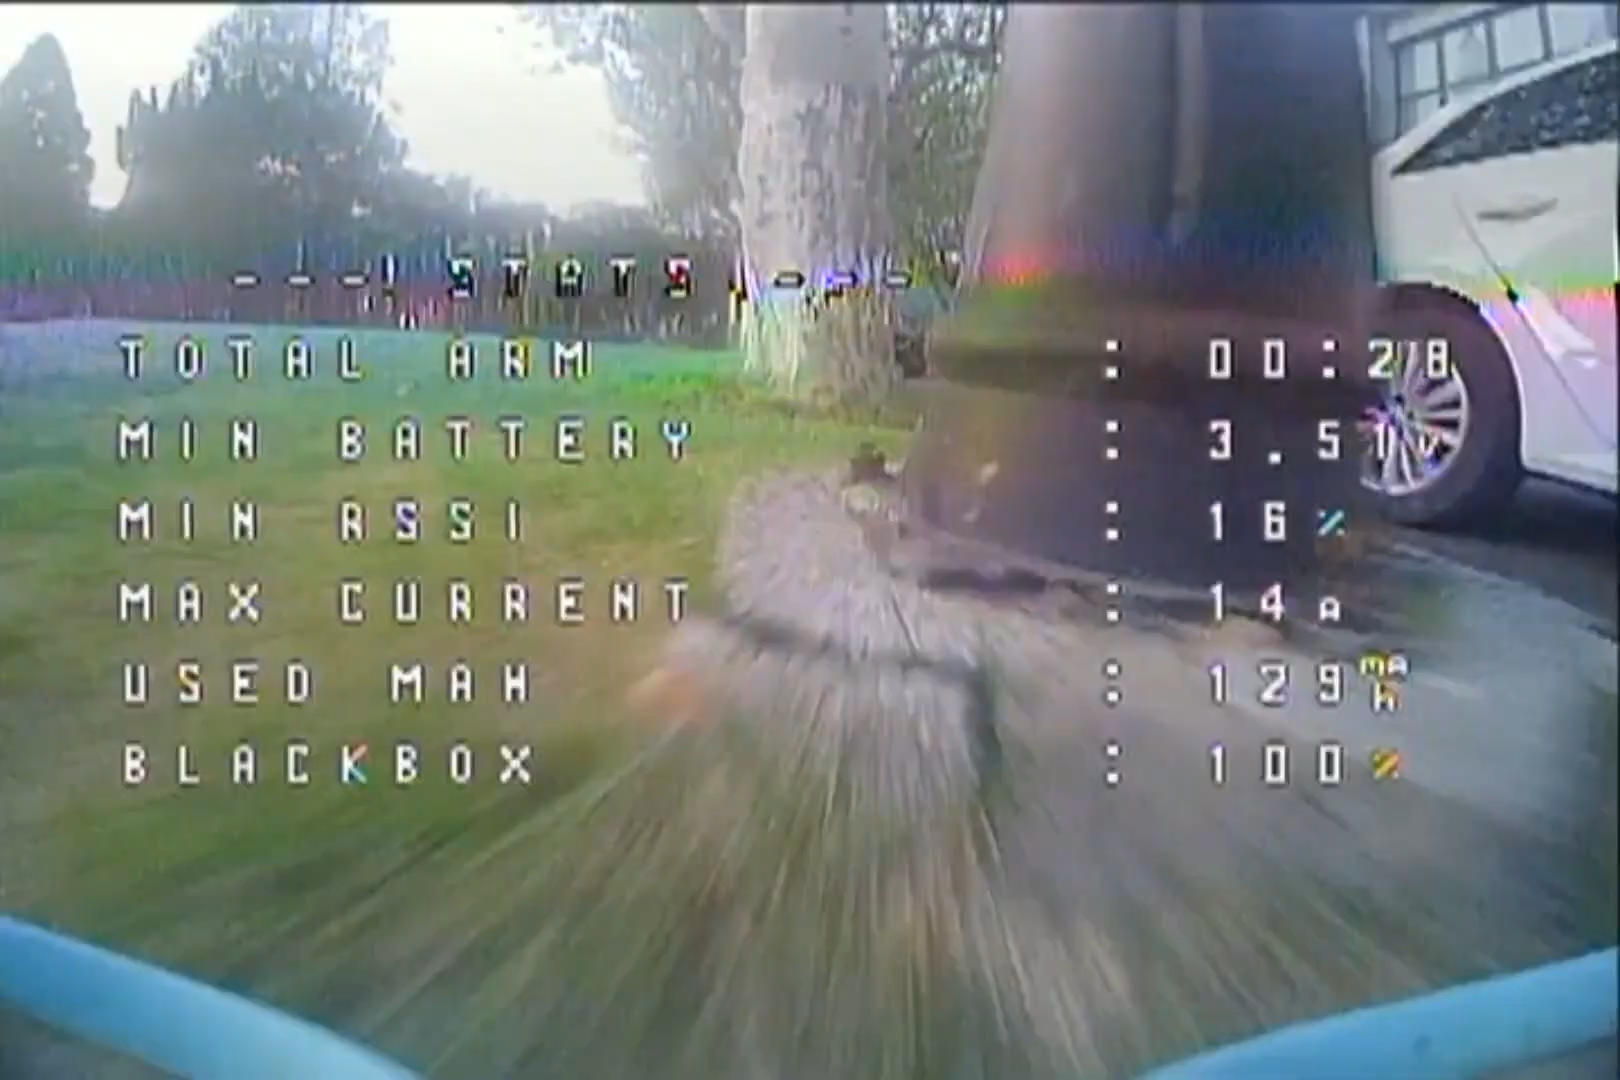 --- STATS ---
TOTAL ARM : 00:28
MIN BATTERY : 3.51V
MIN RSSI : 16%
MAX CURRENT : 14A
USED MAH : 129mAh
BLACKBOX : 100%